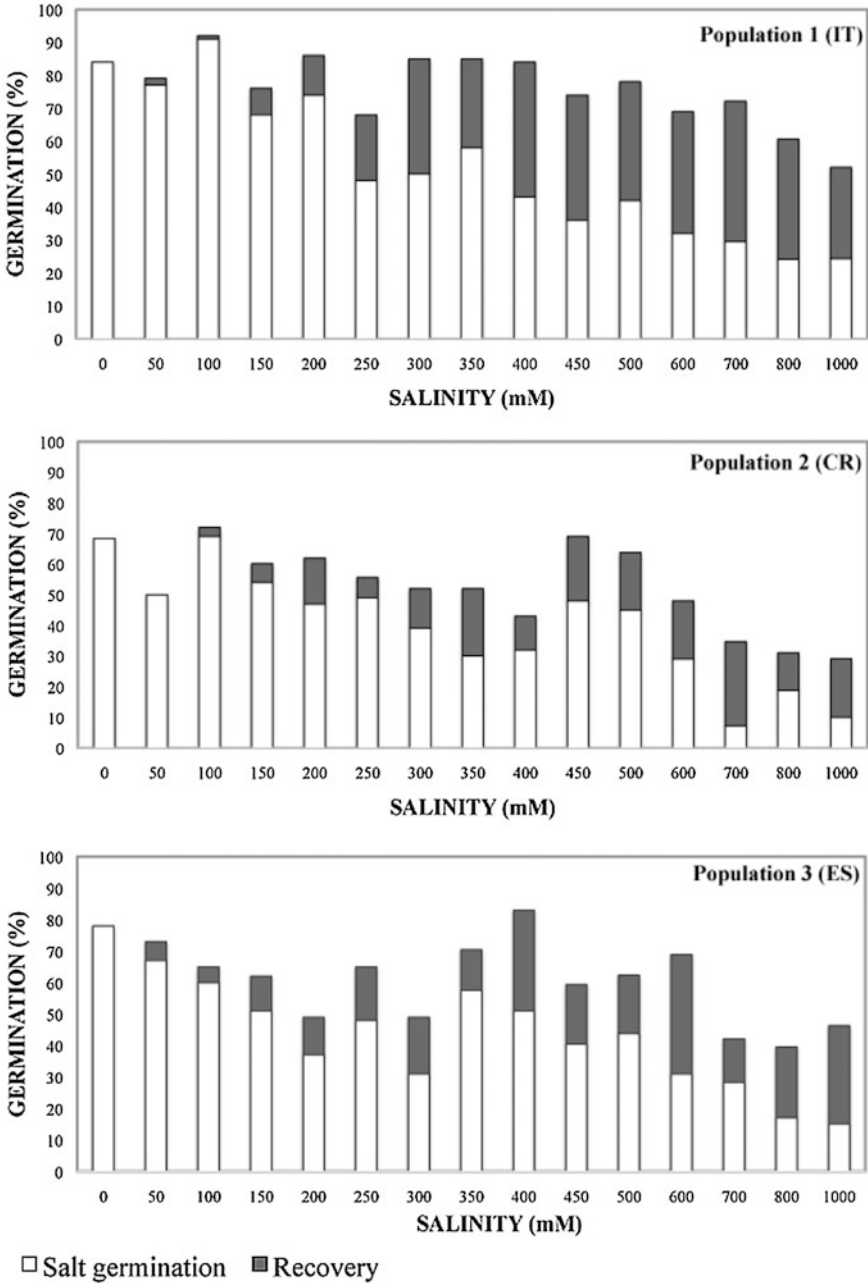 Population 1 (IT)
GERMINATION (%)
100
90
80
70
60
50
40
30
20
10
0
0 50 100 150 200 250 300 350 400 450 500 600 700 800 1000
SALINITY (mM)
Population 2 (CR)
GERMINATION (%)
100
90
80
70
60
50
40
30
20
10
0
0 50 100 150 200 250 300 350 400 450 500 600 700 800 1000
SALINITY (mM)
Population 3 (ES)
GERMINATION (%)
100
90
80
70
60
50
40
30
20
10
0
0 50 100 150 200 250 300 350 400 450 500 600 700 800 1000
SALINITY (mM)
Salt germination Recovery